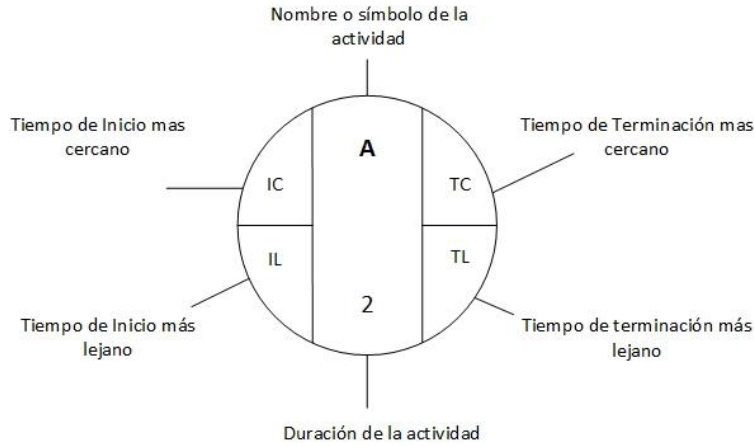 Nombre o símbolo de la
actividad
Tiempo de Inicio mas
cercano
Tiempo de Terminación mas
cercano
A
IC
TC
IL
TL
2
Tiempo de Inicio más
lejano
Tiempo de terminación más
lejano
Duración de la actividad